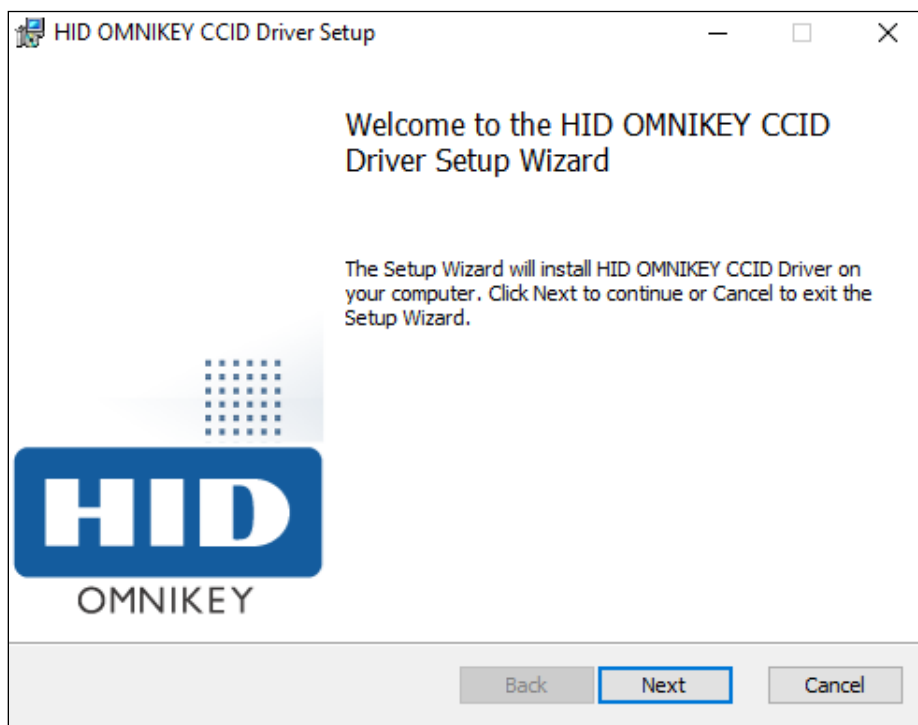 HID OMNIKEY CCID Driver Setup
Welcome to the HID OMNIKEY CCID
Driver Setup Wizard
The Setup Wizard will install HID OMNIKEY CCID Driver on
your computer. Click Next to continue or Cancel to exit the
Setup Wizard.
HID
OMNIKEY
Back
Next
Cancel